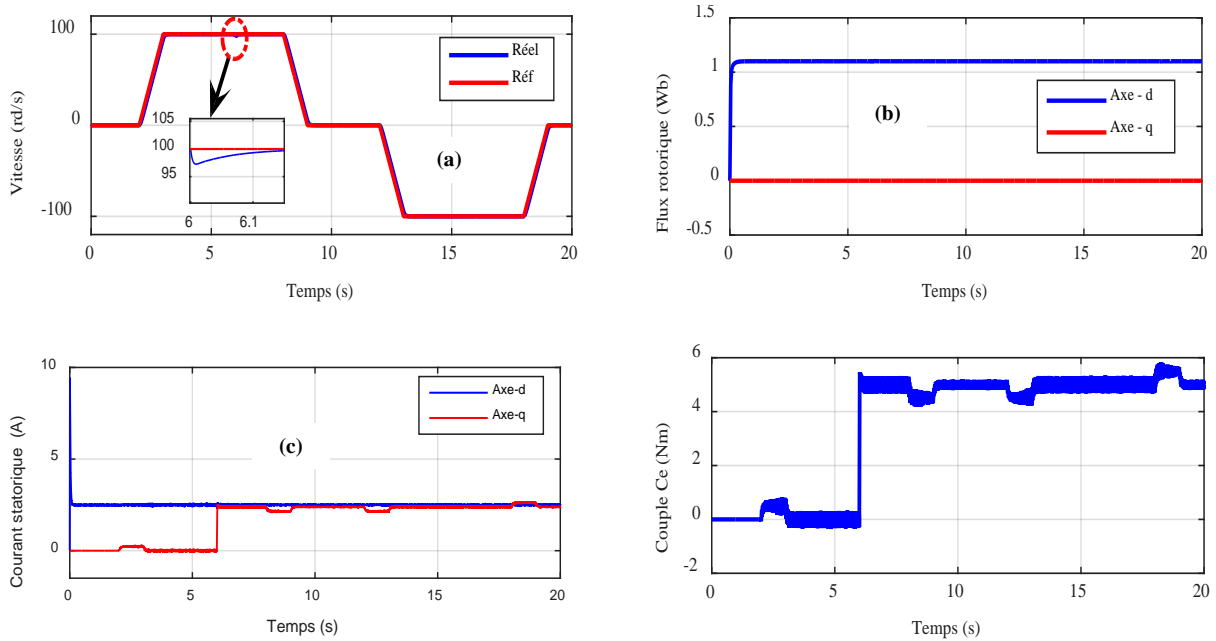 100
0
-100
Vitesse (rd/s)
Réel
Réf
105
100
95
6
6.1
(a)
0
5
10
15
20
Temps (s)
1.5
1
0.5
0
-0.5
Flux rotorique (Wb)
(b)
Axe - d
Axe - q
0
5
10
15
20
Temps (s)
10
5
0
Courant statorique (A)
Axe-d
Axe-q
(c)
0
5
10
15
20
Temps (s)
6
4
2
0
-2
Couple Ce (Nm)
0
5
10
15
20
Temps (s)